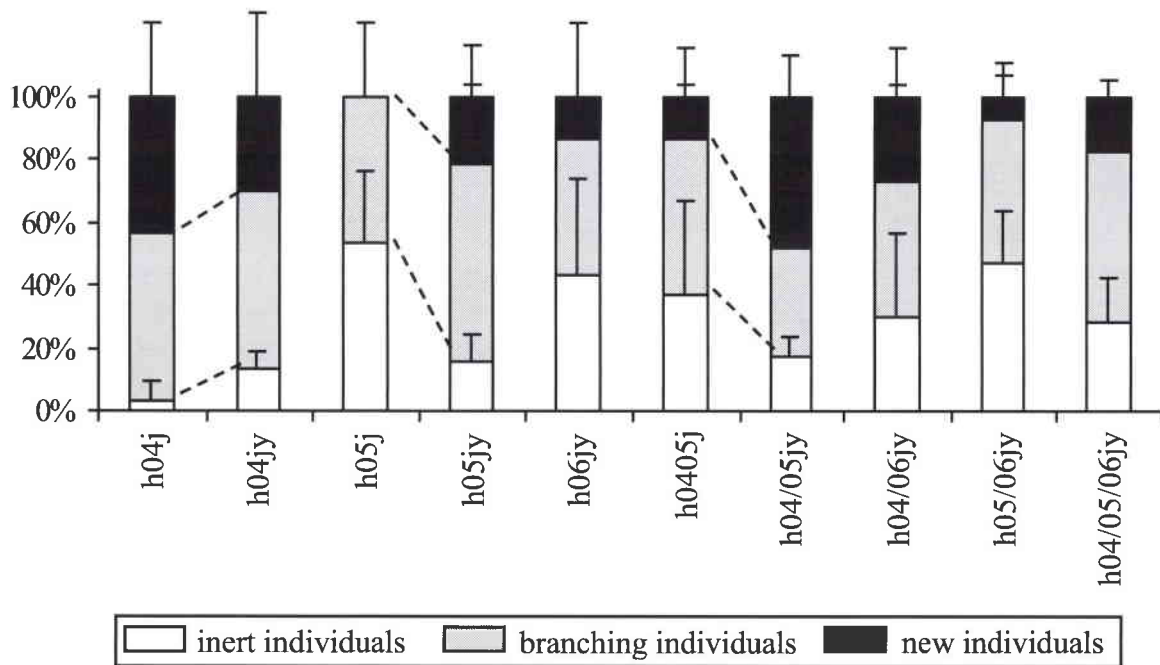 100%
80%
60%
40%
20%
0%
h04j
h04jy
h05j
h05jy
h06jy
h0405j
h04/05jy
h04/06jy
h05/06jy
h04/05/06jy
inert individuals branching individuals new individuals